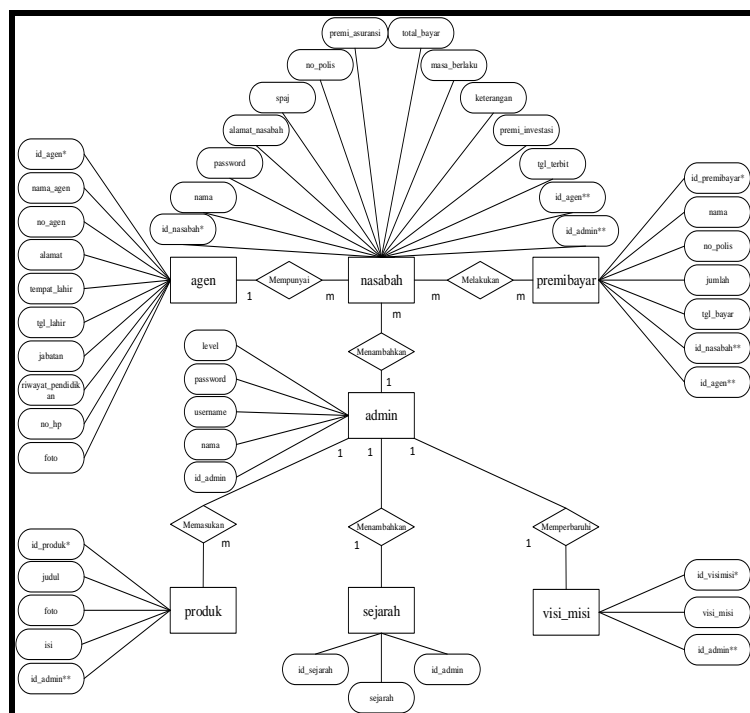 premi_asuransi
total_bayar
no_polis
masa_berlaku
spaj
keterangan
alamat_nasabah
premi_investasi
password
tgl_terbit
nama
id_agen**
id_nasabah*
id_admin**
id_agen*
nama_agen
no_agen
alamat
tempat_lahir
tgl_lahir
jabatan
riwayat_pendidik
an
no_hp
foto
id_premibayar*
nama
no_polis
jumlah
tgl_bayar
id_nasabah**
id_agen**
agen
1
Mempunyai
m
nasabah
m
Melakukan
m
premibayar
m
Menambahkan
1
level
password
username
nama
id_admin
admin
1
1
1
Memasukan
m
Menambahkan
1
Memperbaruhi
1
id_produk*
judul
foto
isi
id_admin**
produk
sejarah
id_sejarah
sejarah
id_admin
visi_misi
id_visimisi*
visi_misi
id_admin**